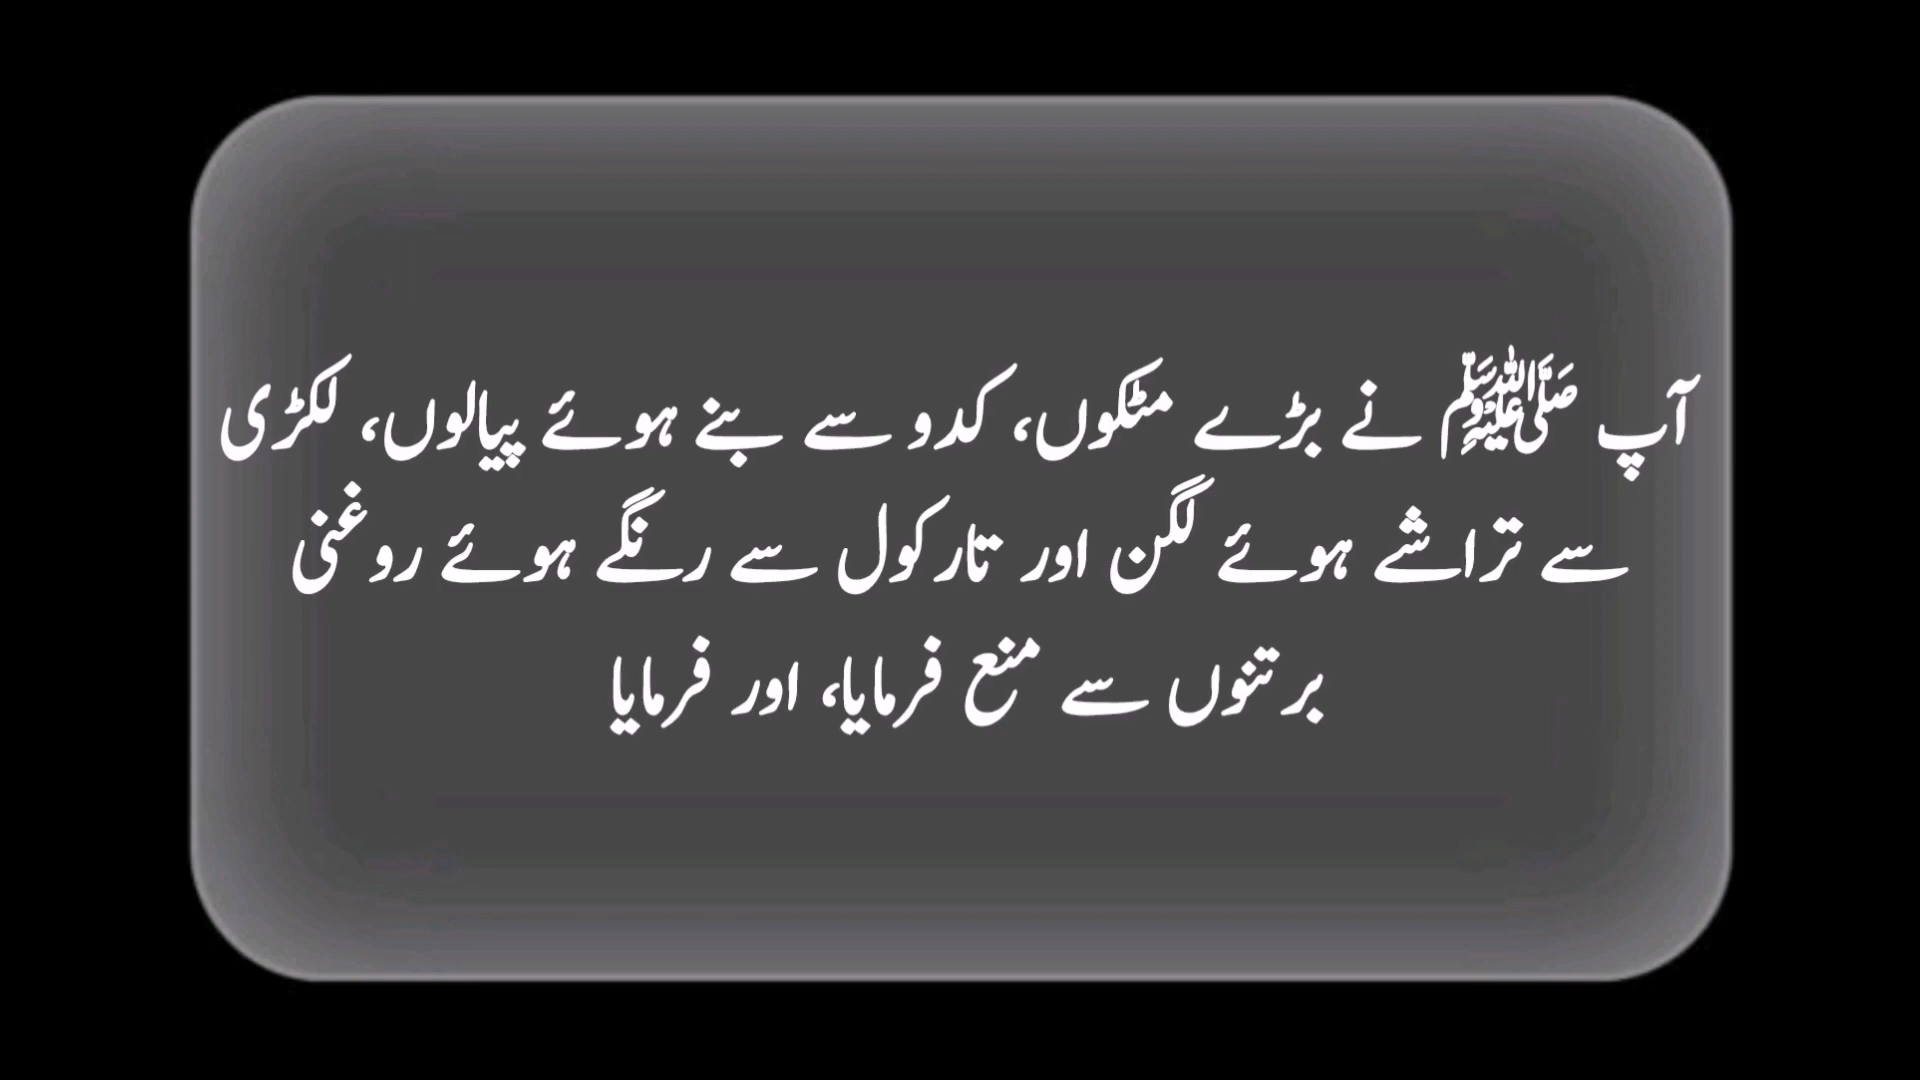 آپ ﷺ نے بڑے مٹکوں، کدو سے بنے ہوئے پیالوں، لکڑی
سے تراشے ہوئے لگن اور تارکول سے رنگے ہوئے روغنی
برتنوں سے منع فرمایا، اور فرمایا